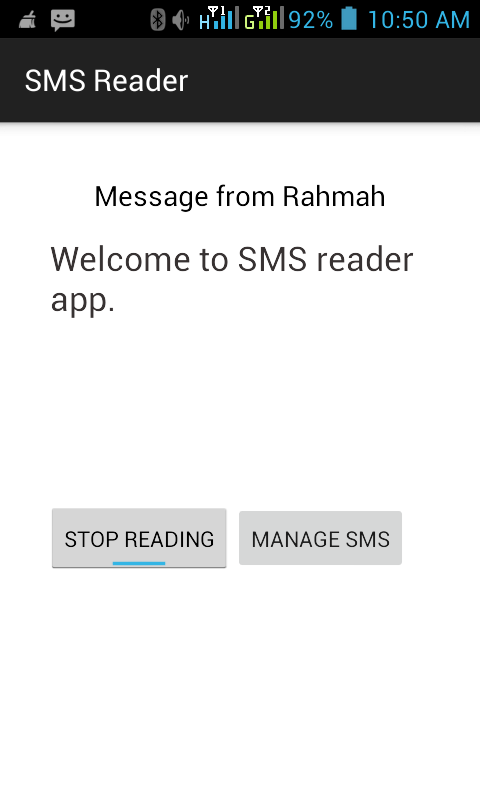 H 1 G 2 92% 10:50 AM
SMS Reader
Message from Rahmah
Welcome to SMS reader
app.
STOP READING MANAGE SMS